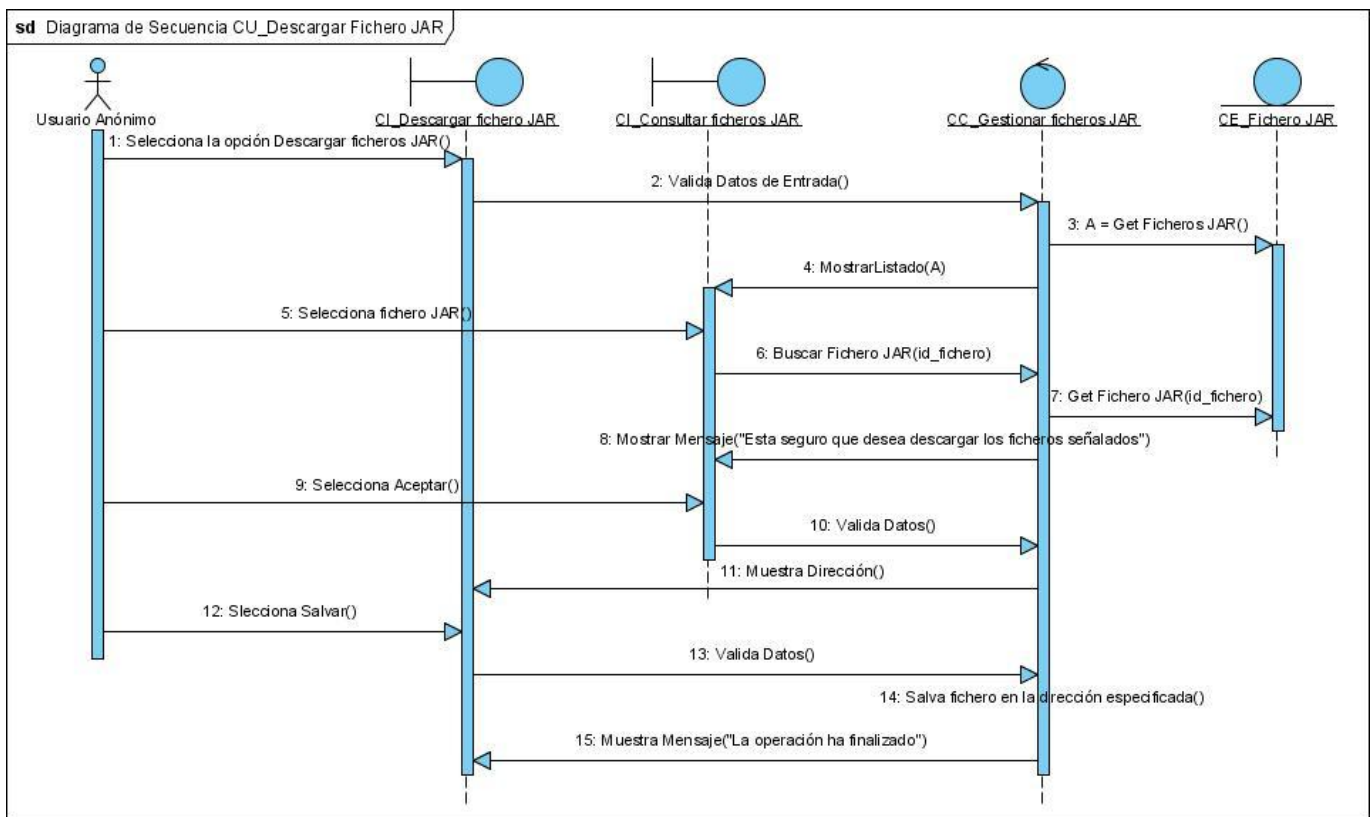 sd Diagrama de Secuencia CU_Descargar Fichero JAR
Usuario Anónimo
CI_Descargar fichero JAR
CI_Consultar ficheros JAR
CC_Gestionar ficheros JAR
CE_Fichero JAR
1: Selecciona la opción Descargar ficheros JAR()
2: Valida Datos de Entrada()
3: A = Get Ficheros JAR()
4: MostrarListado(A)
5: Selecciona fichero JAR()
6: Buscar Fichero JAR(id_fichero)
7: Get Fichero JAR(id_fichero)
8: Mostrar Mensaje("Esta seguro que desea descargar los ficheros señalados")
9: Selecciona Aceptar()
10: Valida Datos()
11: Muestra Dirección()
12: Slecciona Salvar()
13: Valida Datos()
14: Salva fichero en la dirección especificada()
15: Muestra Mensaje("La operación ha finalizado")